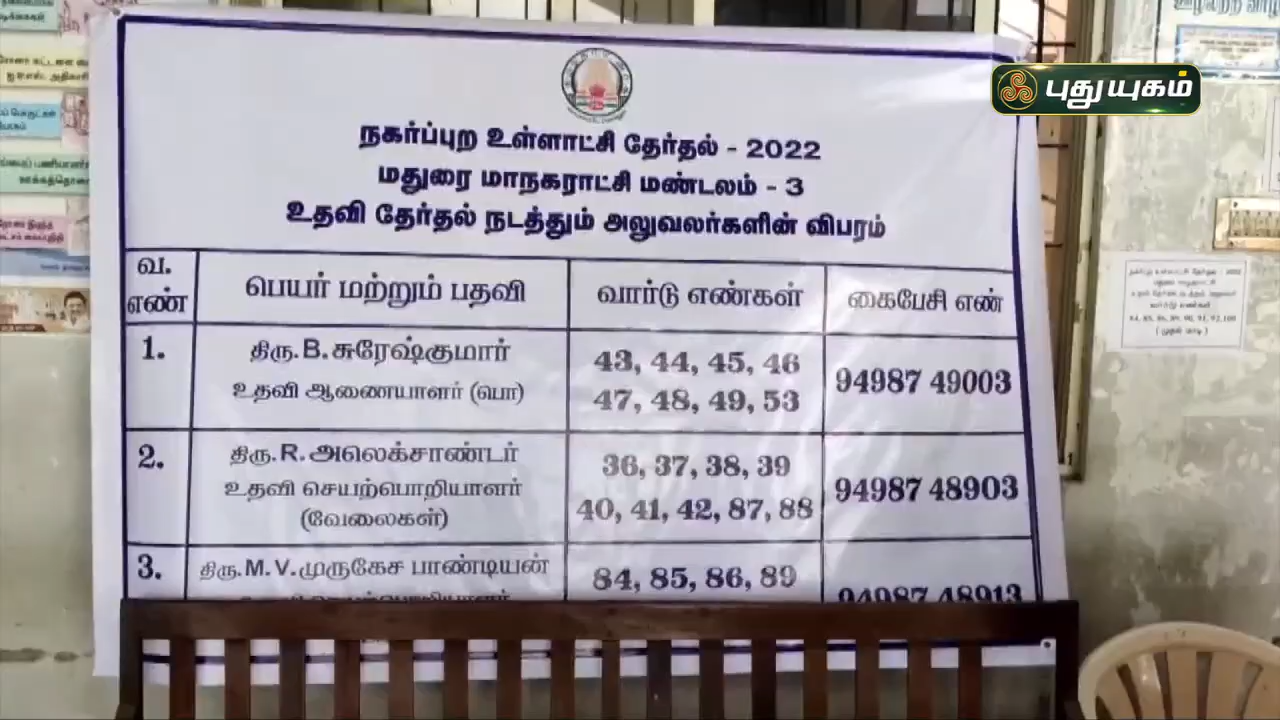 புதுயுகம்
நகர்ப்புற உள்ளாட்சி தேர்தல் - 2022
மதுரை மாநகராட்சி மண்டலம் - 3
உதவி தேர்தல் நடத்தும் அலுவலர்களின் விபரம்
வ. எண் பெயர் மற்றும் பதவி வார்டு எண்கள் கைபேசி எண்
1. திரு.B.சுரேஷ்குமார் 43, 44, 45, 46 94987 49003
உதவி ஆணையாளர் (பொ) 47, 48, 49, 53
2. திரு.R.அலெக்சாண்டர் 36, 37, 38, 39 94987 48903
உதவி செயற்பொறியாளர் 40, 41, 42, 87, 88
(வேலைகள்)
3. திரு.M.V.முருகேச பாண்டியன் 84, 85, 86, 89 94987 48913